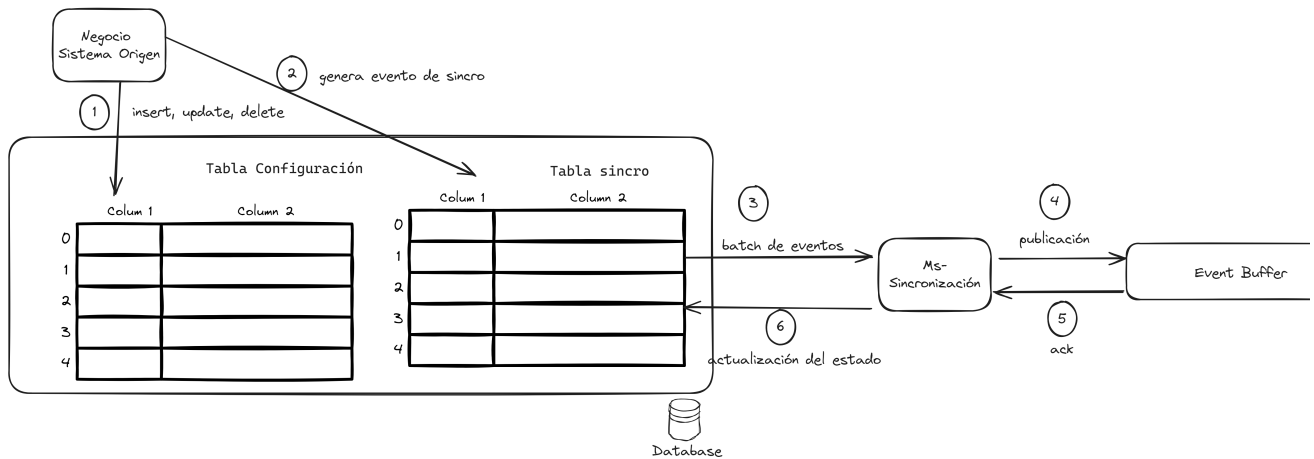 Negocio
Sistema Origen
2
genera evento de sincro
1
insert, update, delete
Tabla Configuración
Tabla sincro
Colum 1
Column 2
Colum 1
Column 2
0
1
2
3
4
0
1
2
3
4
3
batch de eventos
Ms-
Sincronización
4
publicación
Event Buffer
5
ack
6
actualización del estado
Database